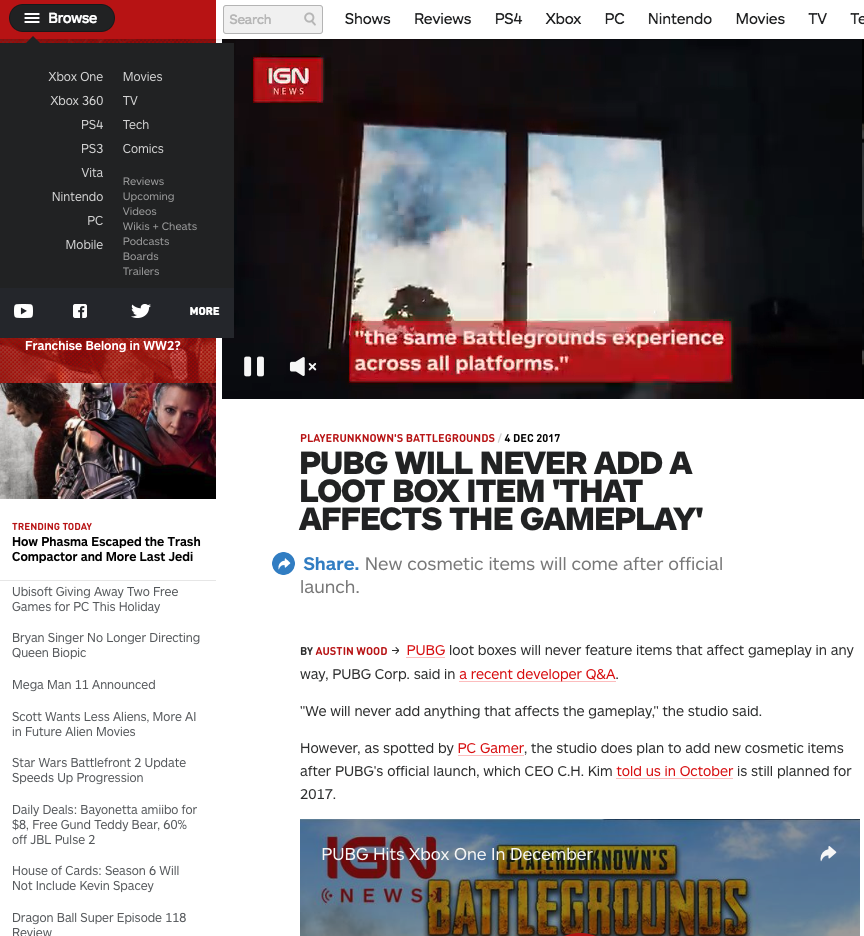 Browse
Search
Shows Reviews PS4 Xbox PC Nintendo Movies TV
Xbox One
Xbox 360
PS4
PS3
Vita
Nintendo
PC
Mobile
Movies
TV
Tech
Comics
Reviews
Upcoming
Videos
Wikis + Cheats
Podcasts
Boards
Trailers
MORE
Franchise Belong in WW2?
TRENDING TODAY
How Phasma Escaped the Trash
Compactor and More Last Jedi
Ubisoft Giving Away Two Free
Games for PC This Holiday
Bryan Singer No Longer Directing
Queen Biopic
Mega Man 11 Announced
Scott Wants Less Aliens, More AI
in Future Alien Movies
Star Wars Battlefront 2 Update
Speeds Up Progression
Daily Deals: Bayonetta amiibo for
$8, Free Gund Teddy Bear, 60%
off JBL Pulse 2
House of Cards: Season 6 Will
Not Include Kevin Spacey
Dragon Ball Super Episode 118
Review
IGN
NEWS
"the same Battlegrounds experience
across all platforms."
PLAYERUNKNOWN'S BATTLEGROUNDS / 4 DEC 2017
PUBG WILL NEVER ADD A
LOOT BOX ITEM 'THAT
AFFECTS THE GAMEPLAY'
Share. New cosmetic items will come after official
launch.
BY AUSTIN WOOD → PUBG loot boxes will never feature items that affect gameplay in any
way, PUBG Corp. said in a recent developer Q&A.
"We will never add anything that affects the gameplay," the studio said.
However, as spotted by PC Gamer, the studio does plan to add new cosmetic items
after PUBG's official launch, which CEO C.H. Kim told us in October is still planned for
2017.
IGN
NEWS
PUBG Hits Xbox One In December
PLAYERUNKNOWN'S
BATTLEGROUNDS